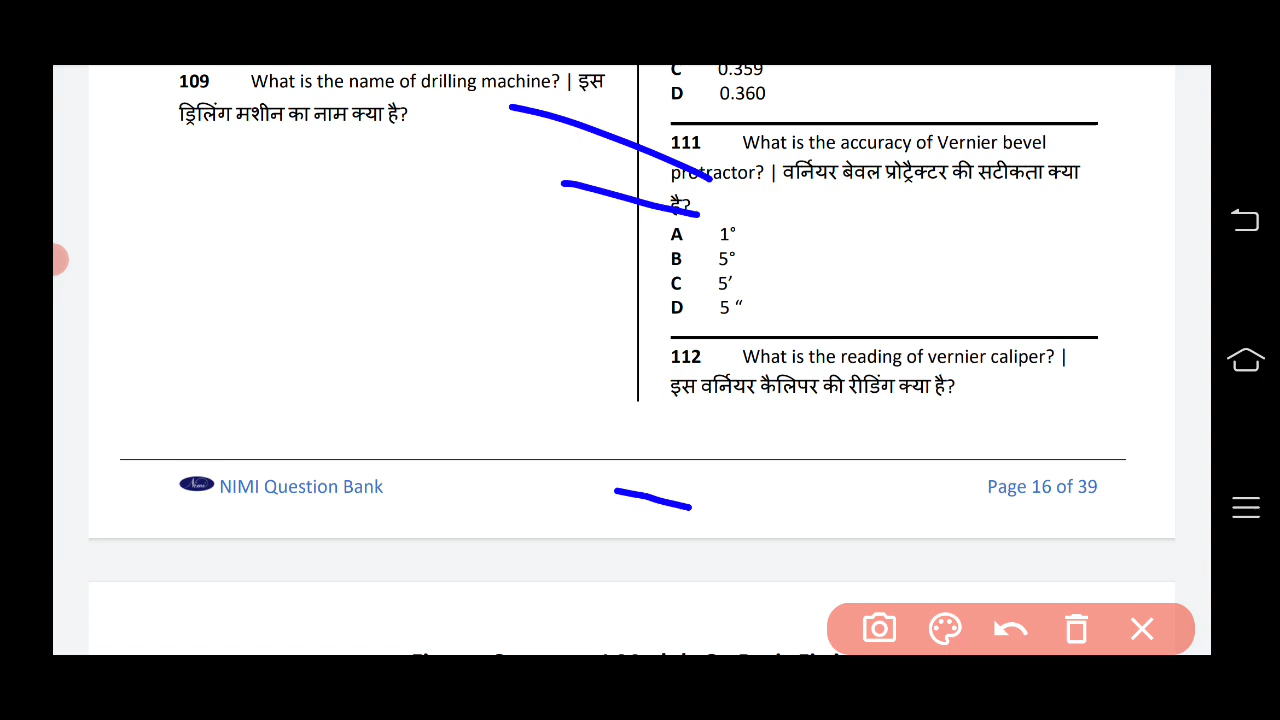 109 What is the name of drilling machine? | इस
ड्रिलिंग मशीन का नाम क्या है?
C 0.359
D 0.360
111 What is the accuracy of Vernier bevel
protractor? | वर्नियर बेवल प्रोट्रैक्टर की सटीकता क्या
है?
A 1°
B 5°
C 5′
D 5 “
112 What is the reading of vernier caliper? |
इस वर्नियर कैलिपर की रीडिंग क्या है?
Nimi NIMI Question Bank
Page 16 of 39